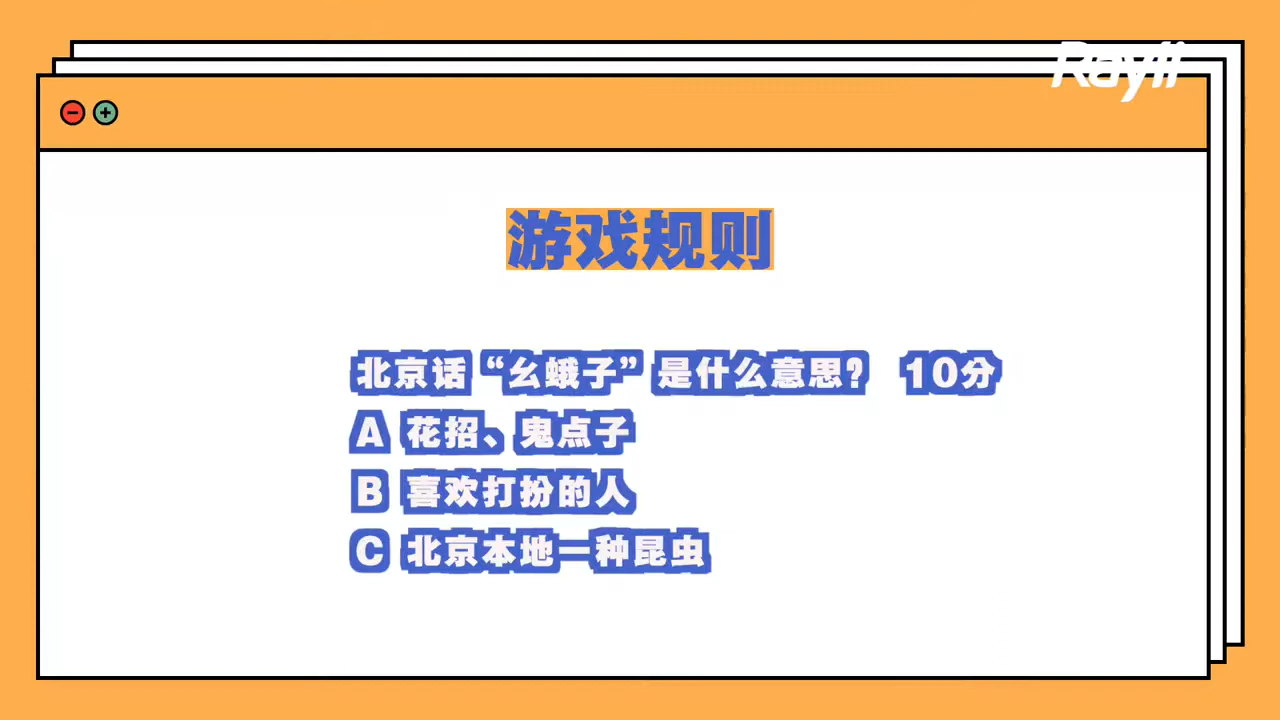 Rayli
游戏规则
北京话“幺蛾子”是什么意思？ 10分
A 花招、鬼点子
B 喜欢打扮的人
C 北京本地一种昆虫